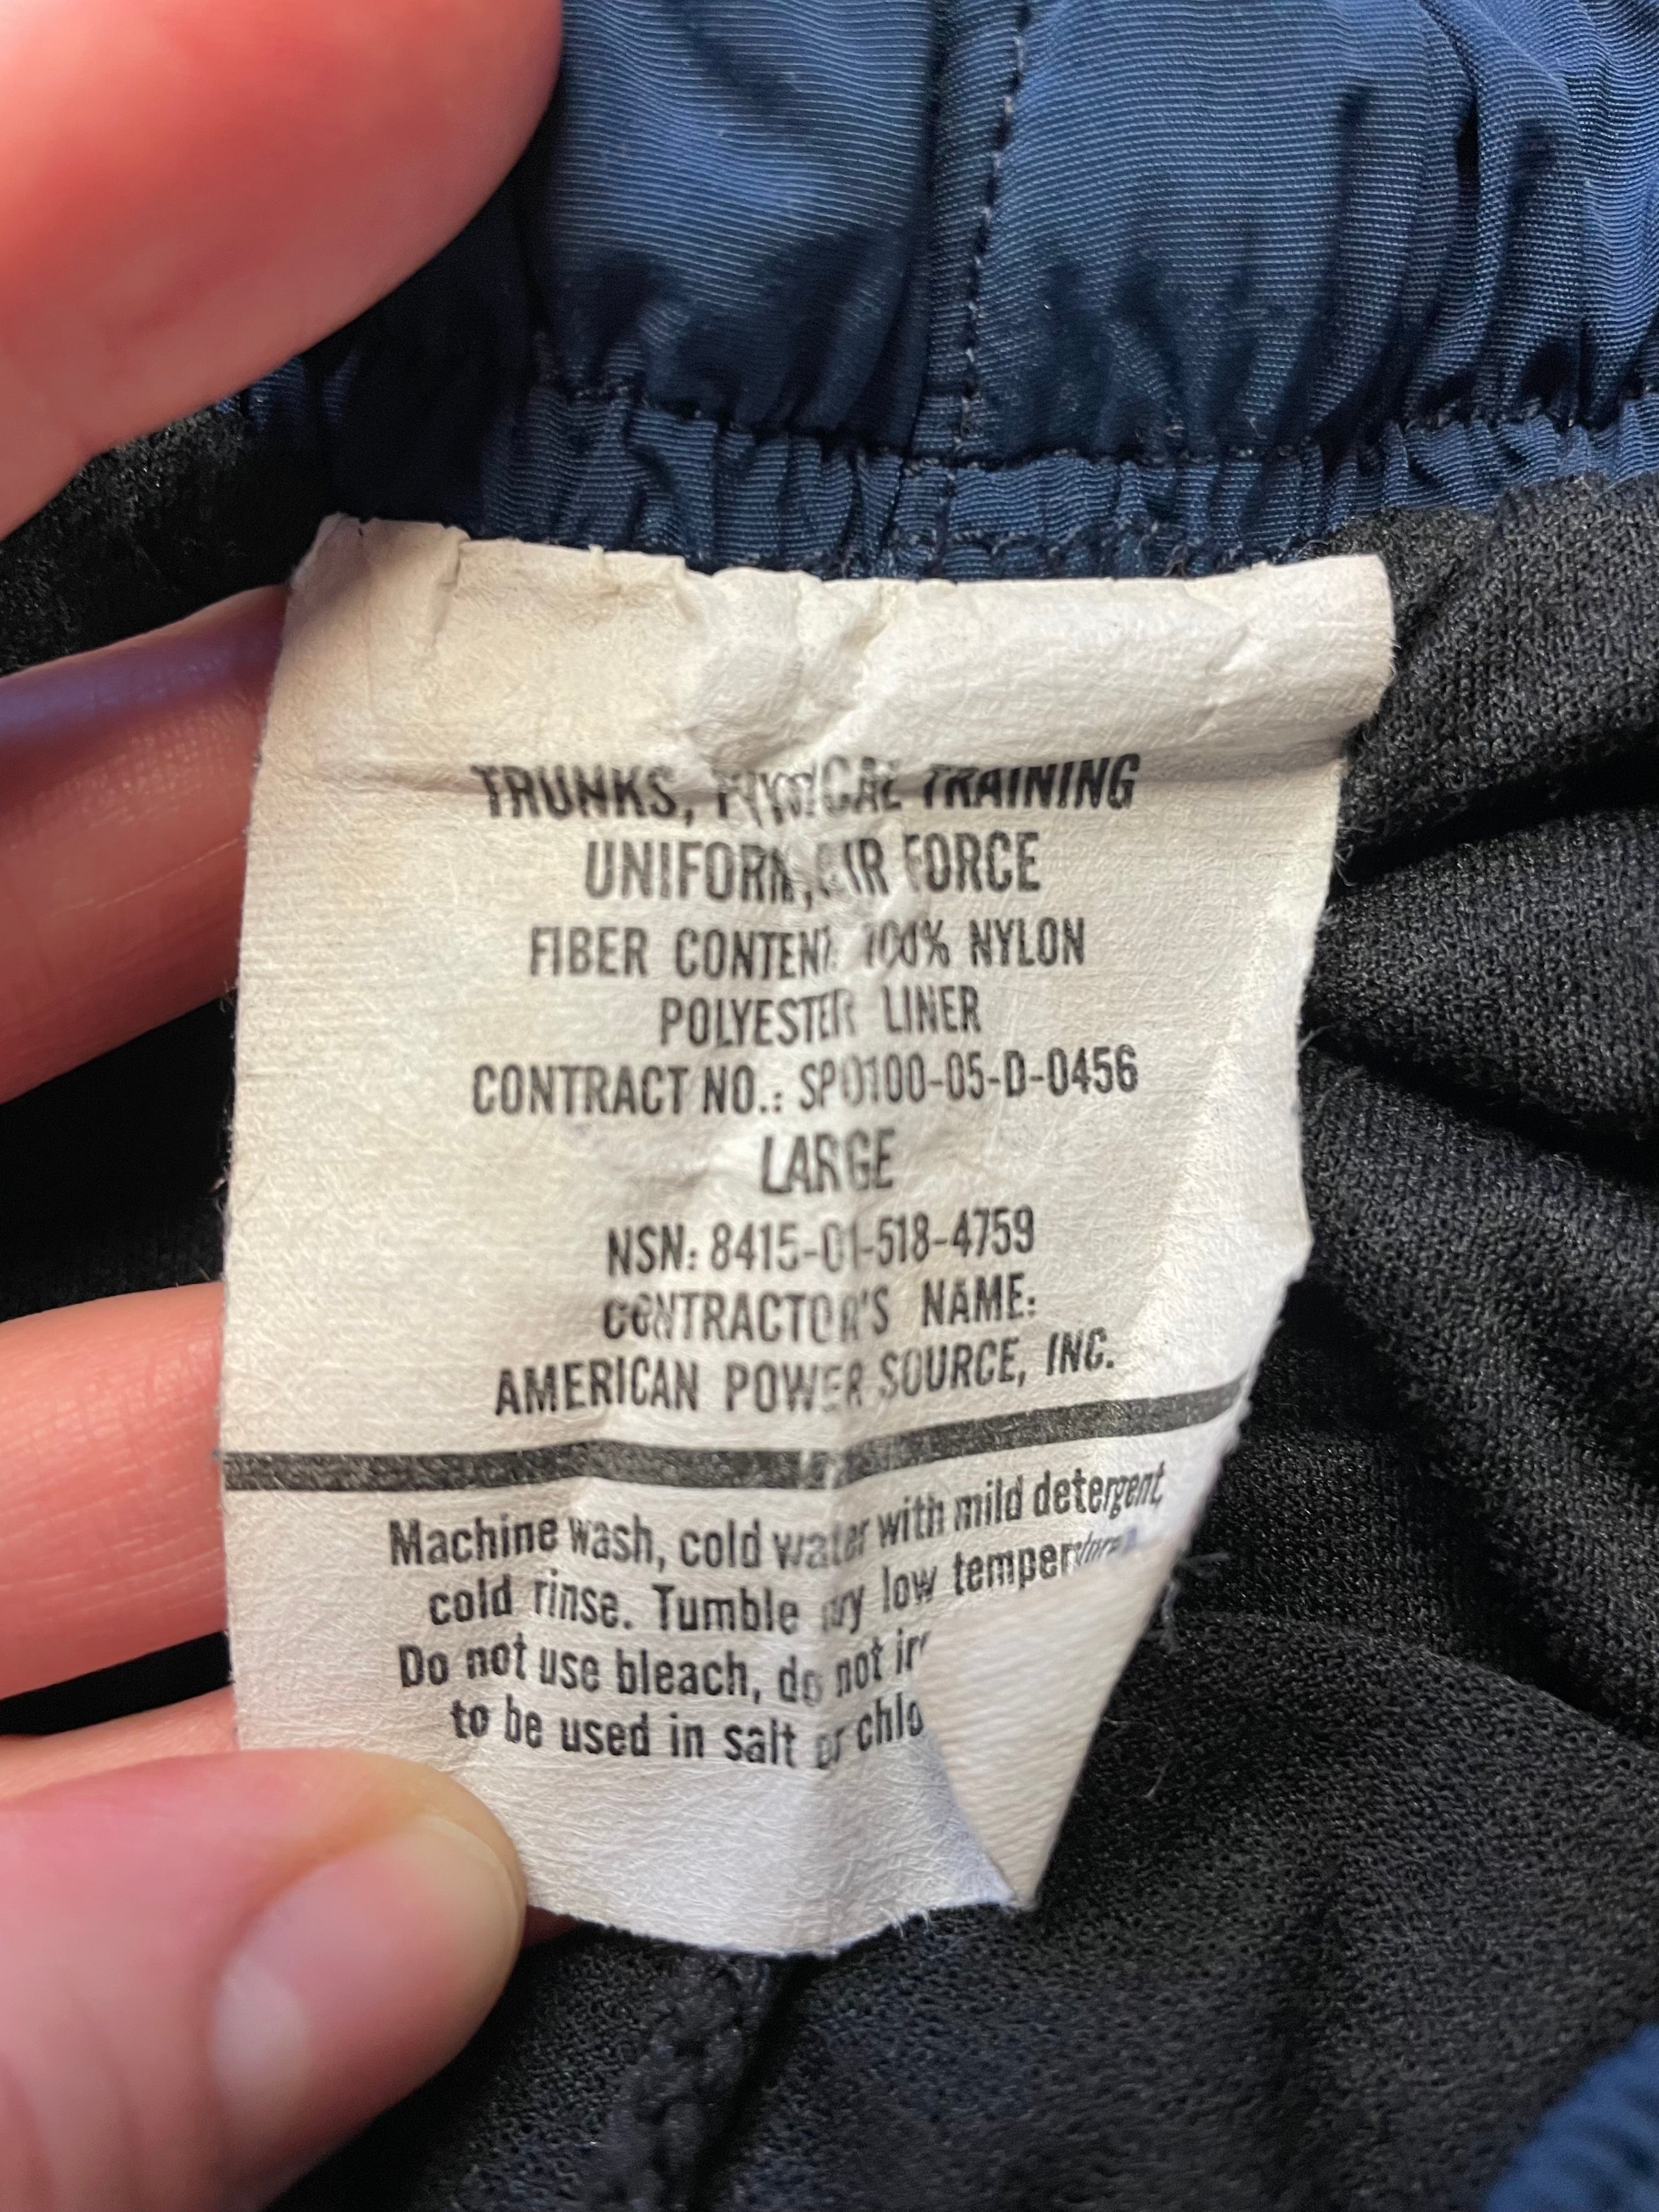 TRUNKS, PHYSICAL TRAINING
UNIFORM, AIR FORCE
FIBER CONTENT: 100% NYLON
POLYESTER LINER
CONTRACT NO.: SPO100-05-D-0456
LARGE
NSN: 8415-01-518-4759
CONTRACTOR'S NAME:
AMERICAN POWER SOURCE, INC.
Machine wash, cold water with mild detergent,
cold rinse. Tumble dry low temperature.
Do not use bleach, do not
to be used in salt or